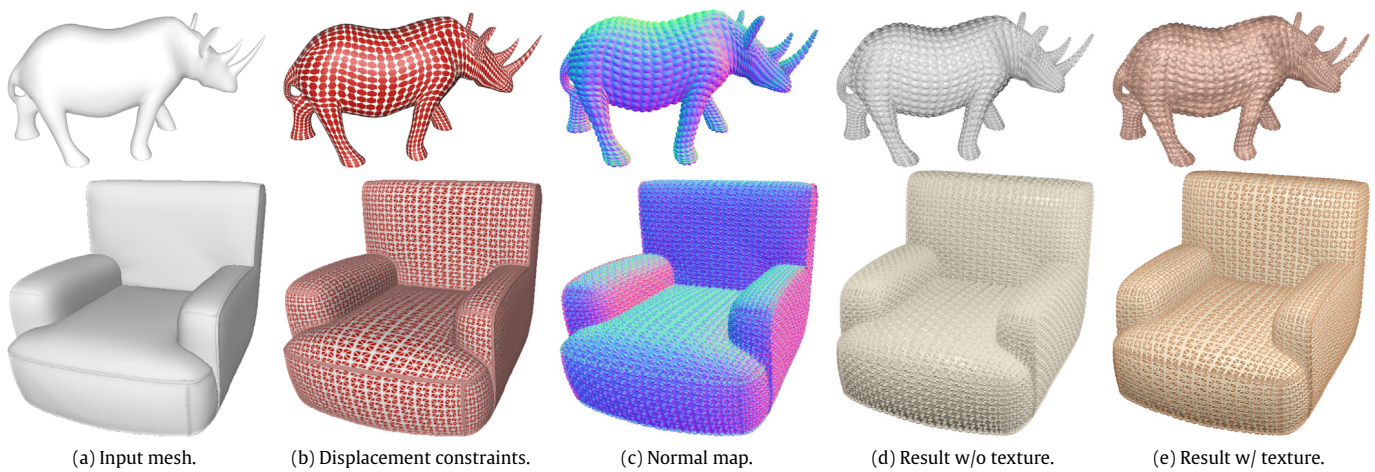 (a) Input mesh.
(b) Displacement constraints.
(c) Normal map.
(d) Result w/o texture.
(e) Result w/ texture.